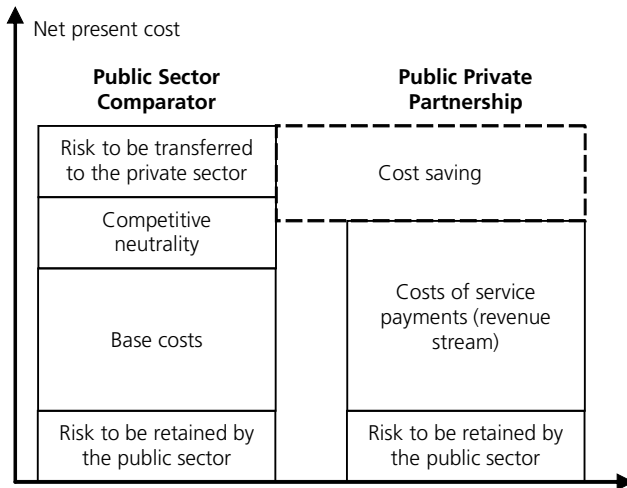 Net present cost
Public Sector
Comparator
Public Private
Partnership
Risk to be transferred
to the private sector
Cost saving
Competitive
neutrality
Costs of service
payments (revenue
stream)
Base costs
Risk to be retained by
the public sector
Risk to be retained by
the public sector